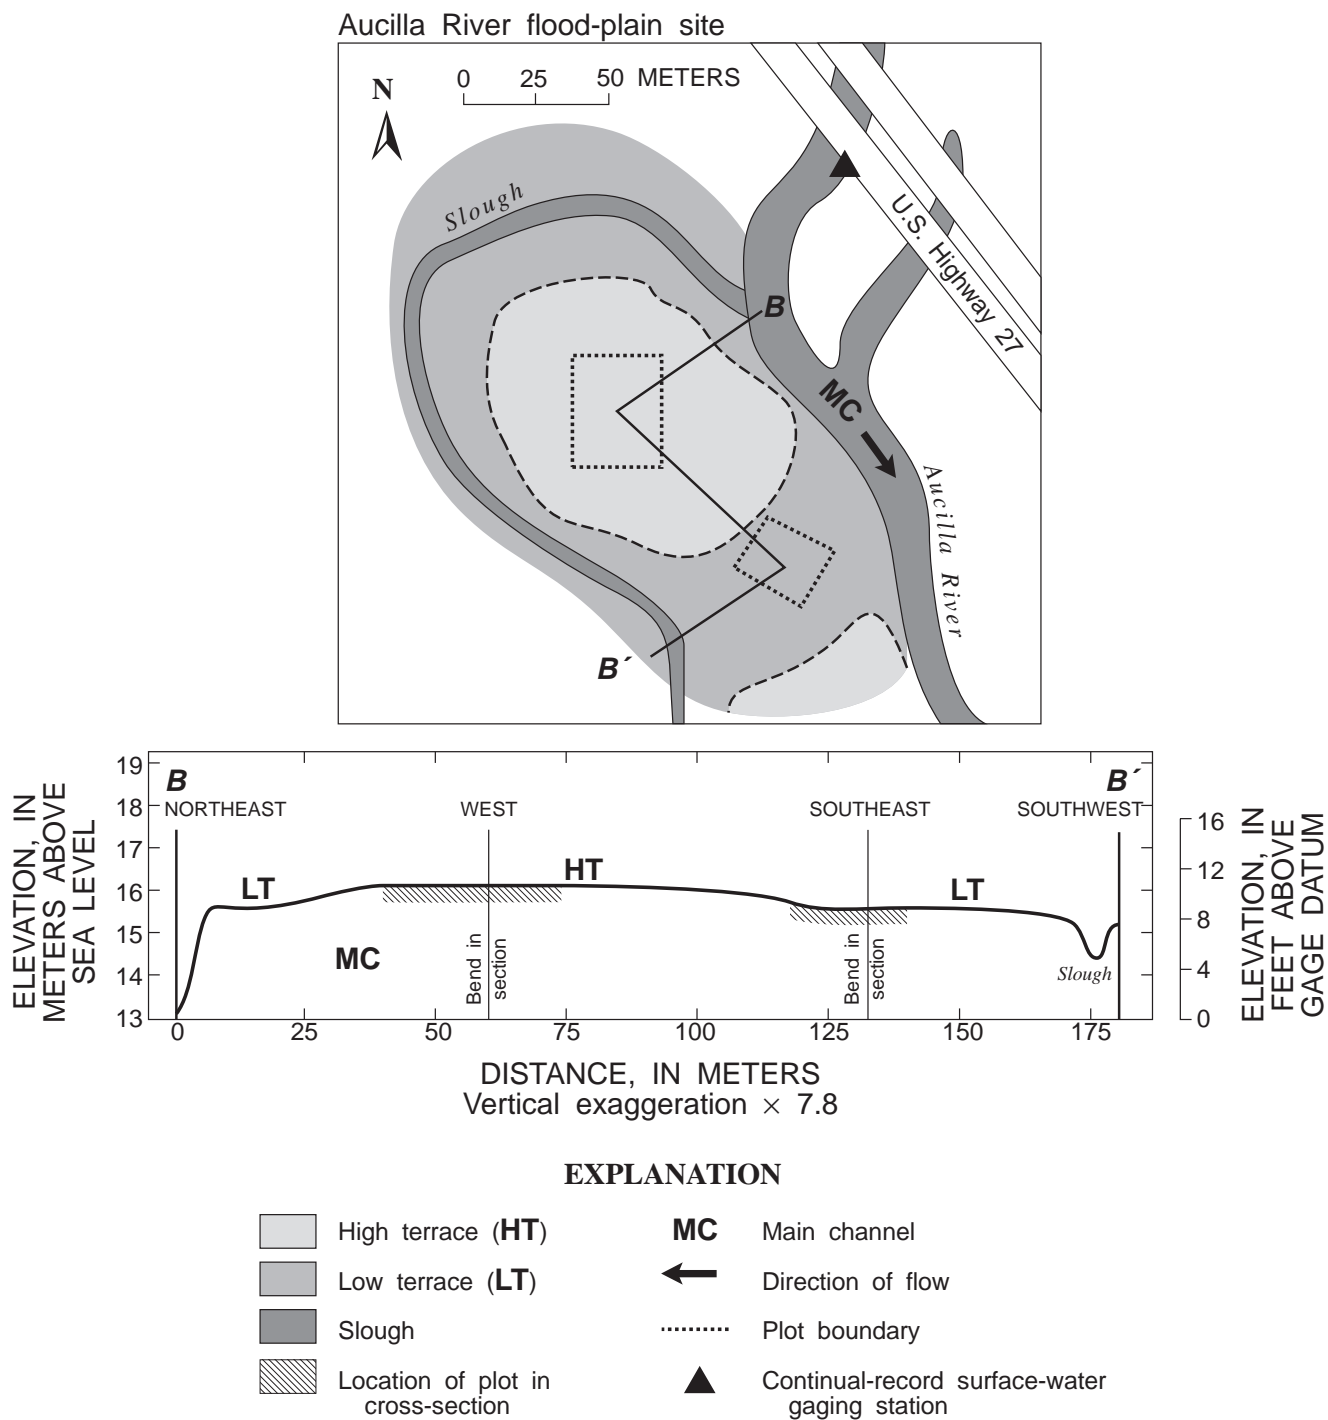 Aucilla River flood-plain site
N
0 25 50 METERS
Slough
U.S. Highway 27
B
MC
Aucilla River
B´
ELEVATION, IN
METERS ABOVE
SEA LEVEL
19
18
17
16
15
14
13
B
B´
NORTHEAST
WEST
SOUTHEAST
SOUTHWEST
LT
HT
LT
MC
Bend in
section
Bend in
section
Slough
16
12
8
4
0
ELEVATION, IN
FEET ABOVE
GAGE DATUM
0 25 50 75 100 125 150 175
DISTANCE, IN METERS
Vertical exaggeration × 7.8
EXPLANATION
High terrace (HT)
Low terrace (LT)
Slough
Location of plot in
cross-section
MC Main channel
Direction of flow
Plot boundary
Continual-record surface-water
gaging station